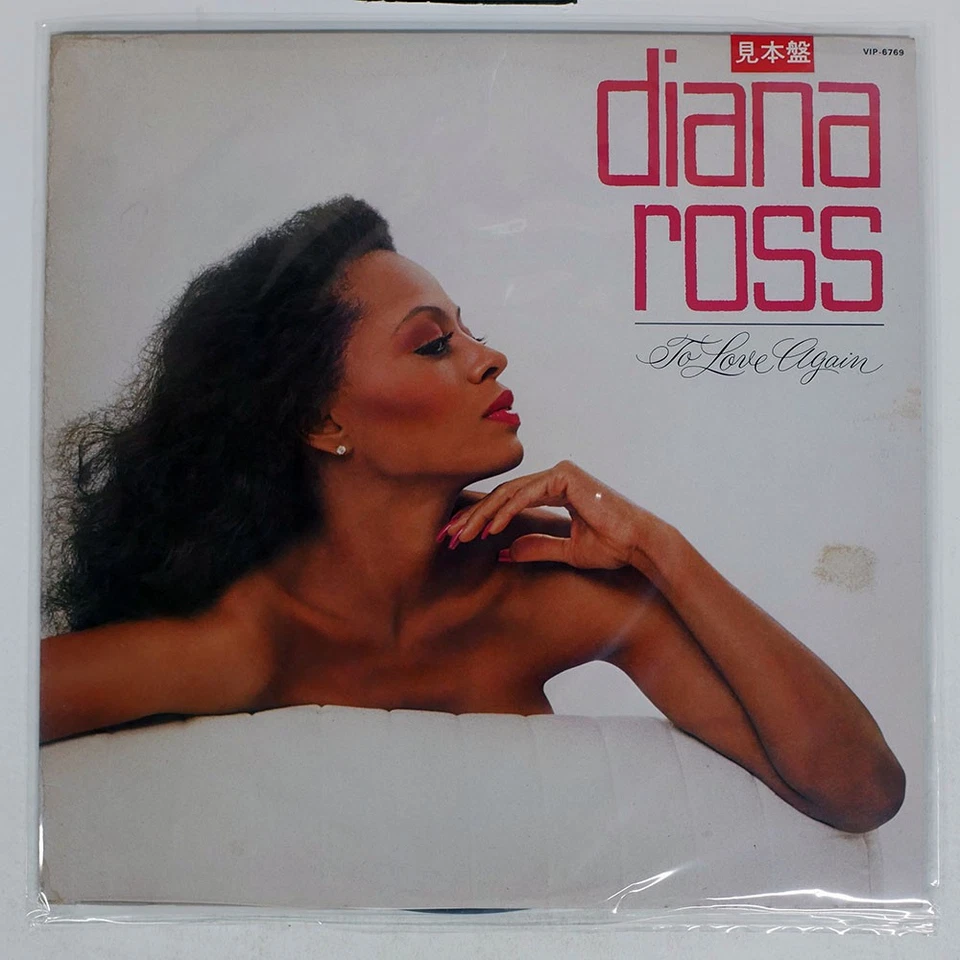 見本盤
VIP-6769
diana
ross
To Love Again